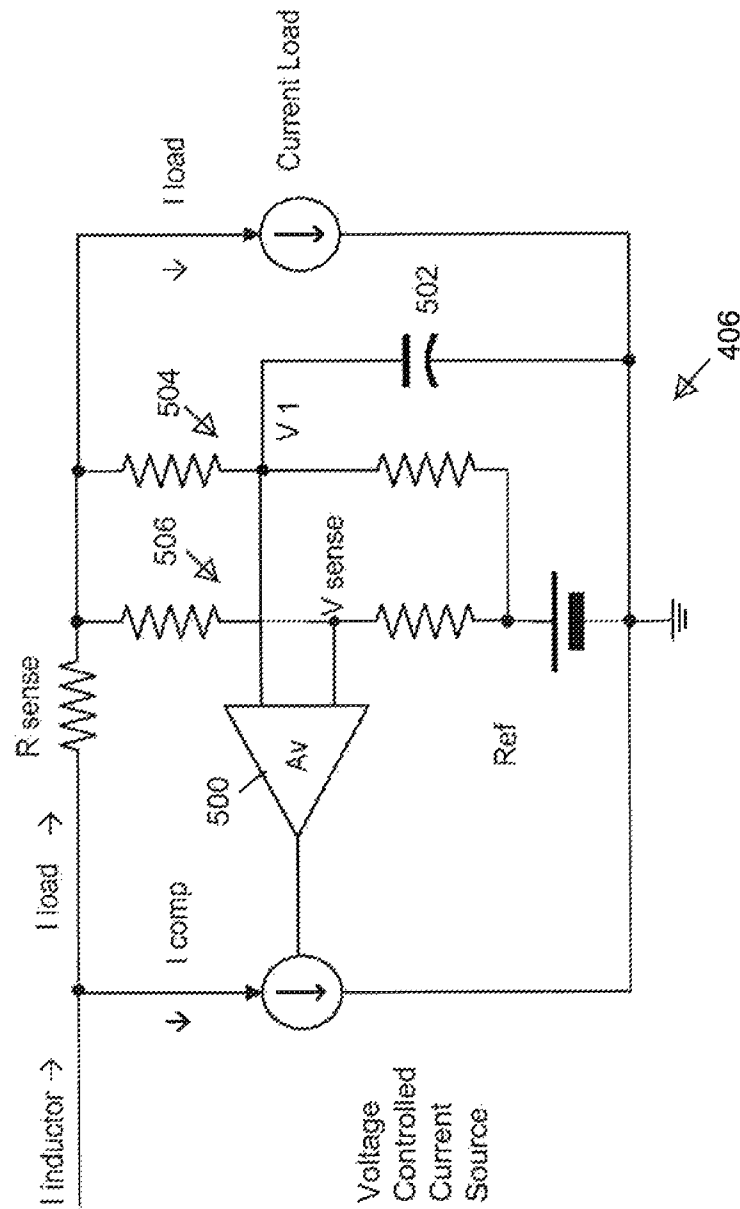 I inductor →
I load →
R sense
I comp
↓
Voltage
Controlled
Current
Source
500
Av
506
504
V sense
V 1
Ref
502
I load
↓
Current Load
406